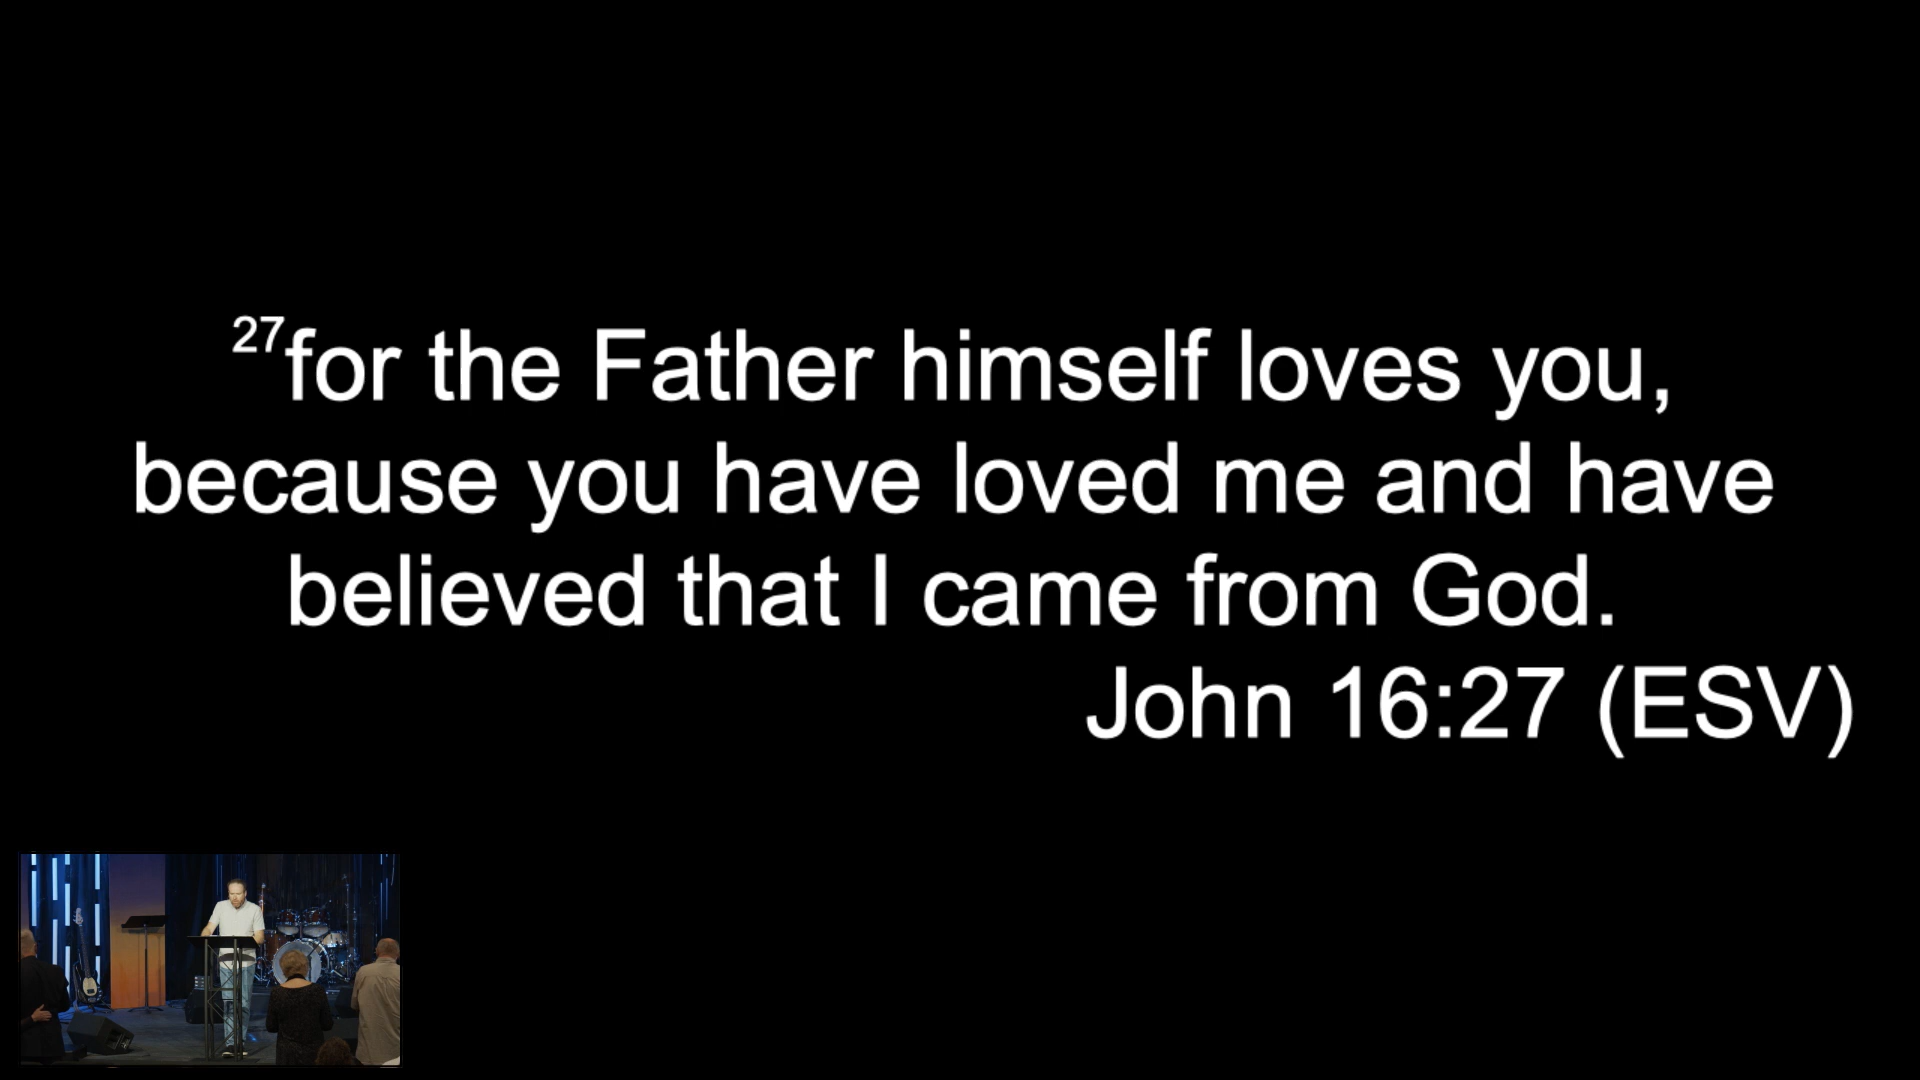 27for the Father himself loves you,
because you have loved me and have
believed that I came from God.
John 16:27 (ESV)